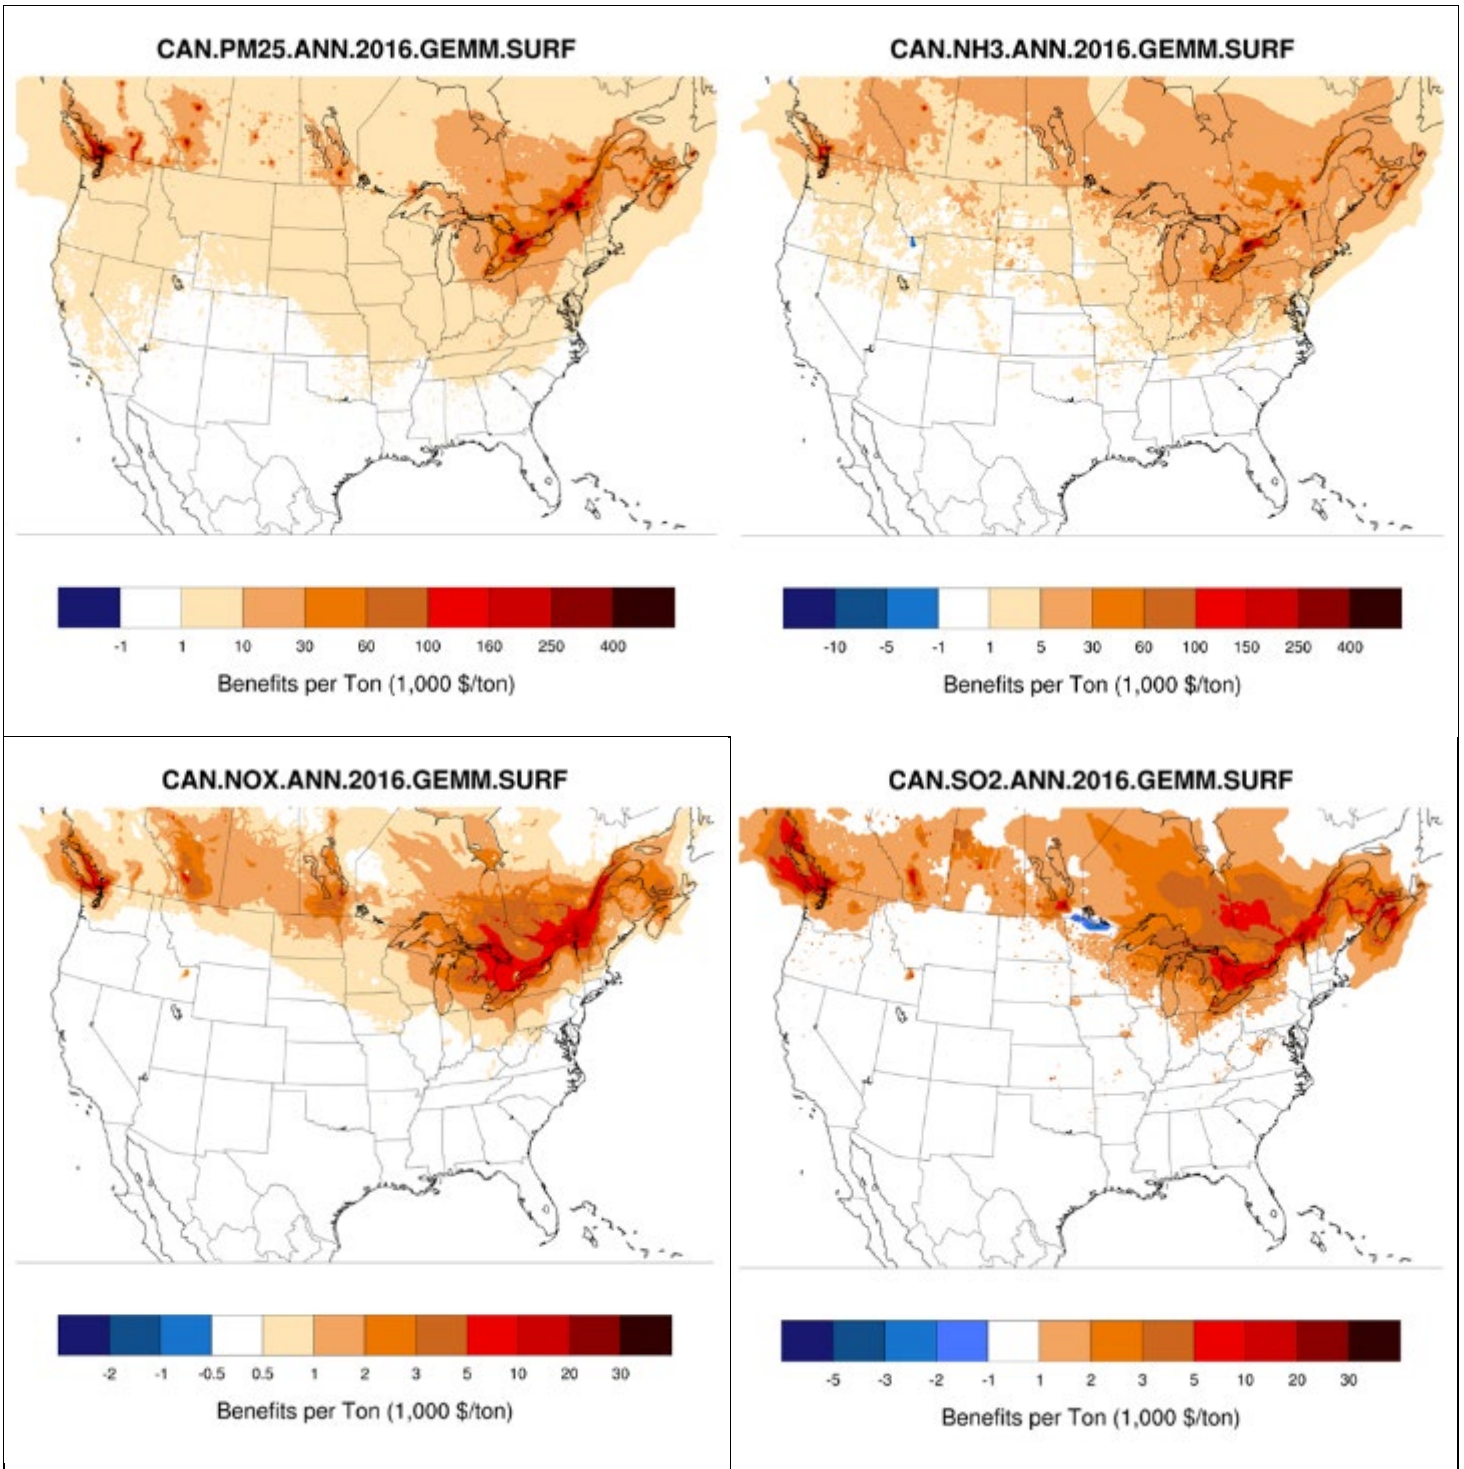 CAN.PM25.ANN.2016.GEMM.SURF
-1 1 10 30 60 100 160 250 400
Benefits per Ton (1,000 $/ton)
CAN.NH3.ANN.2016.GEMM.SURF
-10 -5 -1 1 5 30 60 100 150 250 400
Benefits per Ton (1,000 $/ton)
CAN.NOX.ANN.2016.GEMM.SURF
-2 -1 -0.5 0.5 1 2 3 5 10 20 30
Benefits per Ton (1,000 $/ton)
CAN.SO2.ANN.2016.GEMM.SURF
-5 -3 -2 -1 1 2 3 5 10 20 30
Benefits per Ton (1,000 $/ton)